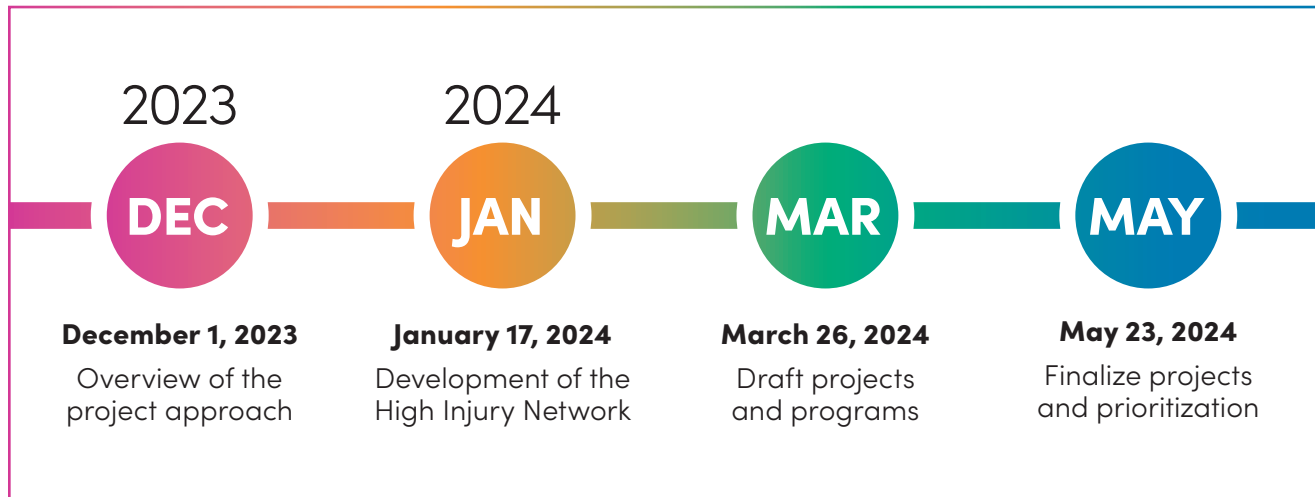 2023
2024
DEC
JAN
MAR
MAY
December 1, 2023
Overview of the
project approach
January 17, 2024
Development of the
High Injury Network
March 26, 2024
Draft projects
and programs
May 23, 2024
Finalize projects
and prioritization